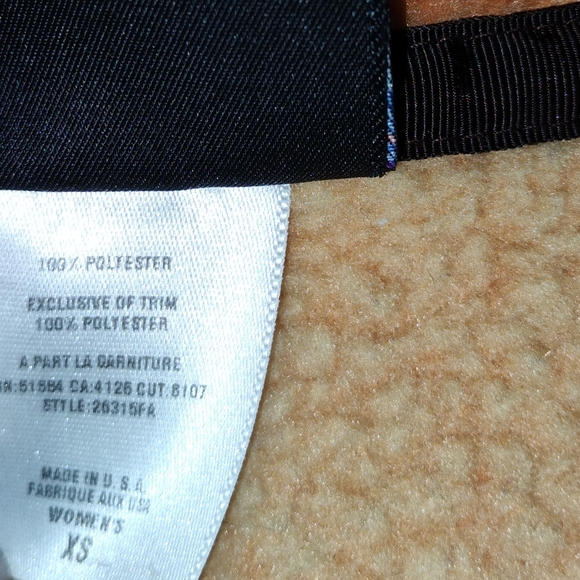 100% POLYESTER
EXCLUSIVE OF TRIM
100% POLYESTER
A PART LA GARNITURE
RN:51564 CA:4126 CUT:8107
STYLE:26315FA
MADE IN U.S.A.
FABRIQUE AUX USA
WOMEN'S
XS